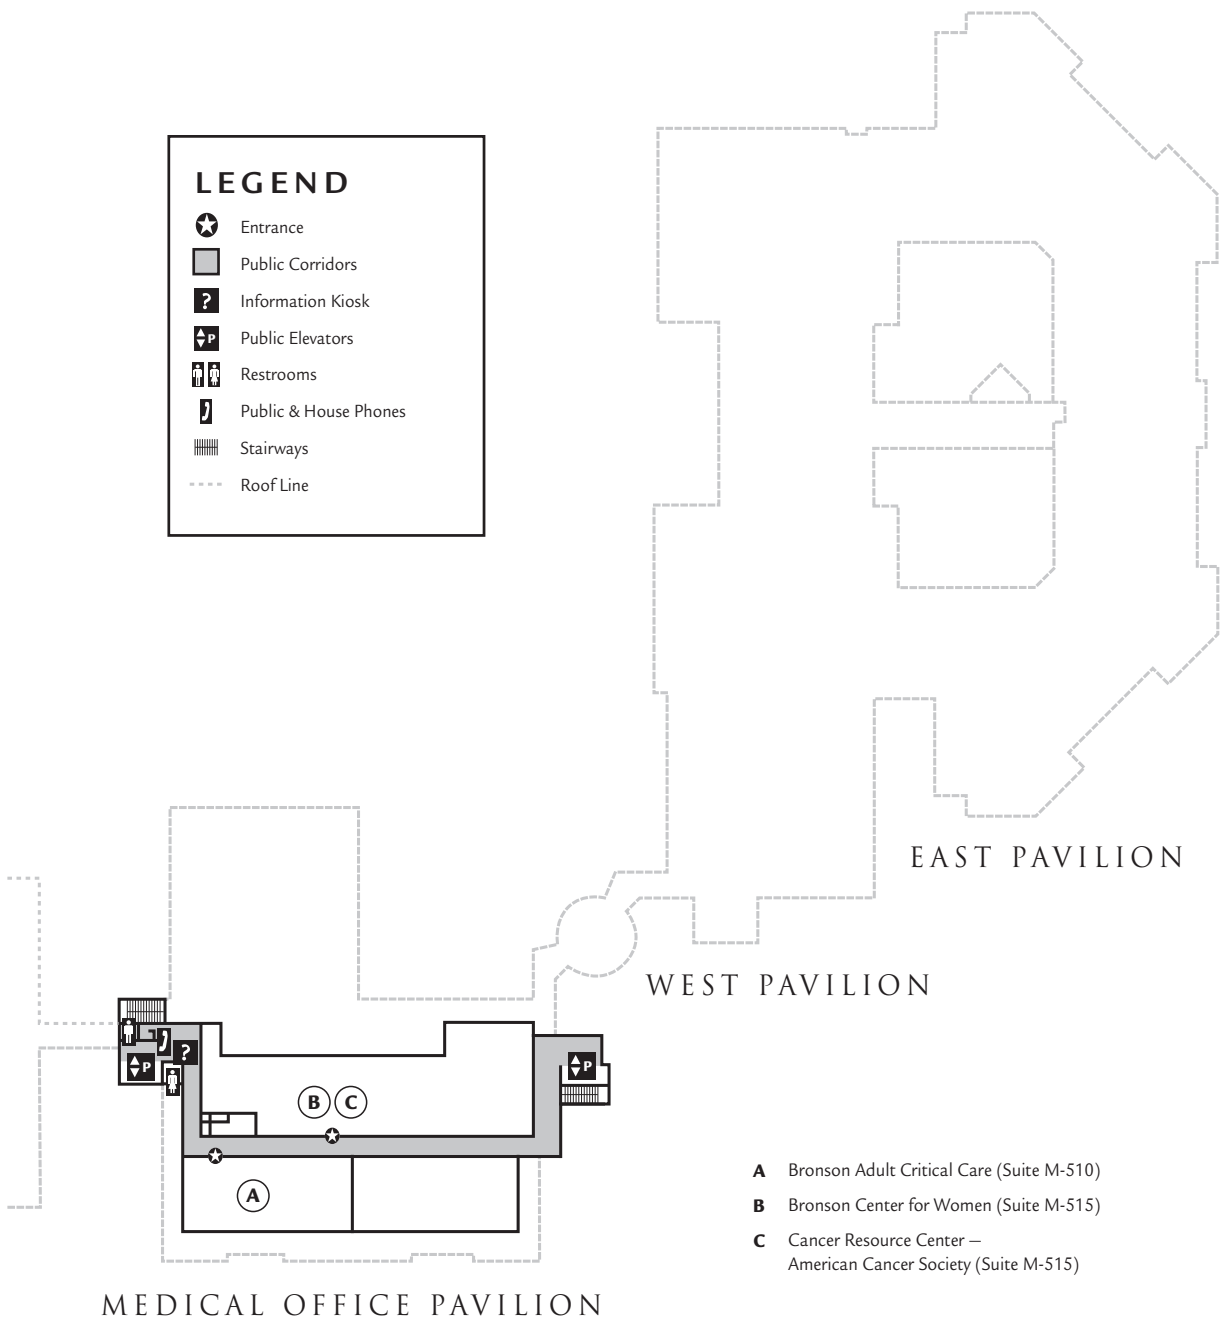 LEGEND
Entrance
Public Corridors
? Information Kiosk
P Public Elevators
Restrooms
Public & House Phones
Stairways
Roof Line
EAST PAVILION
WEST PAVILION
?
P
P
B C
A
A Bronson Adult Critical Care (Suite M-510)
B Bronson Center for Women (Suite M-515)
C Cancer Resource Center –
American Cancer Society (Suite M-515)
MEDICAL OFFICE PAVILION